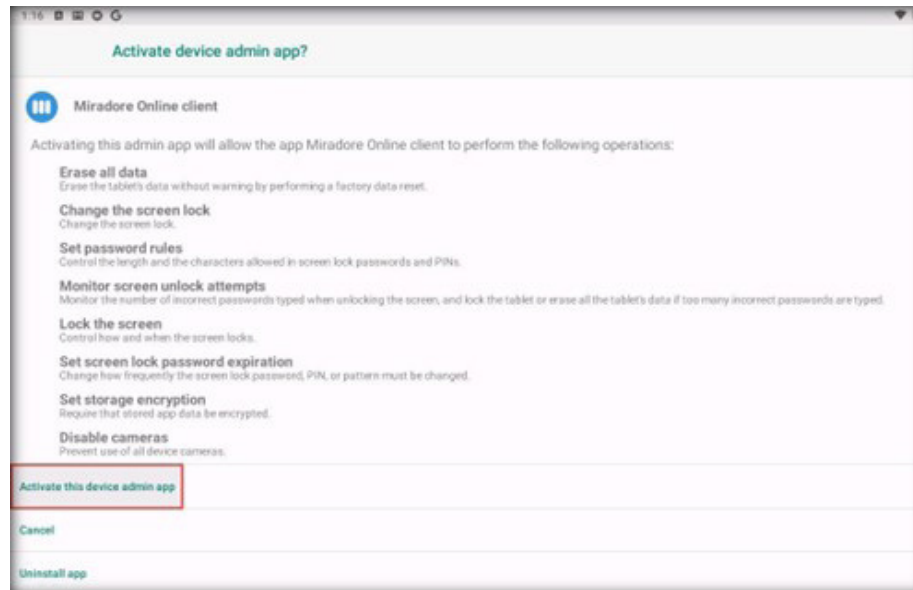 1:16
Activate device admin app?
Miradore Online client
Activating this admin app will allow the app Miradore Online client to perform the following operations:
Erase all data
Erase the tablet's data without warning by performing a factory data reset.
Change the screen lock
Change the screen lock.
Set password rules
Control the length and the characters allowed in screen lock passwords and PINs.
Monitor screen unlock attempts
Monitor the number of incorrect passwords typed when unlocking the screen, and lock the tablet or erase all the tablet's data if too many incorrect passwords are typed.
Lock the screen
Control how and when the screen locks.
Set screen lock password expiration
Change how frequently the screen lock password, PIN, or pattern must be changed.
Set storage encryption
Require that stored app data be encrypted.
Disable cameras
Prevent use of all device cameras.
Activate this device admin app
Cancel
Uninstall app